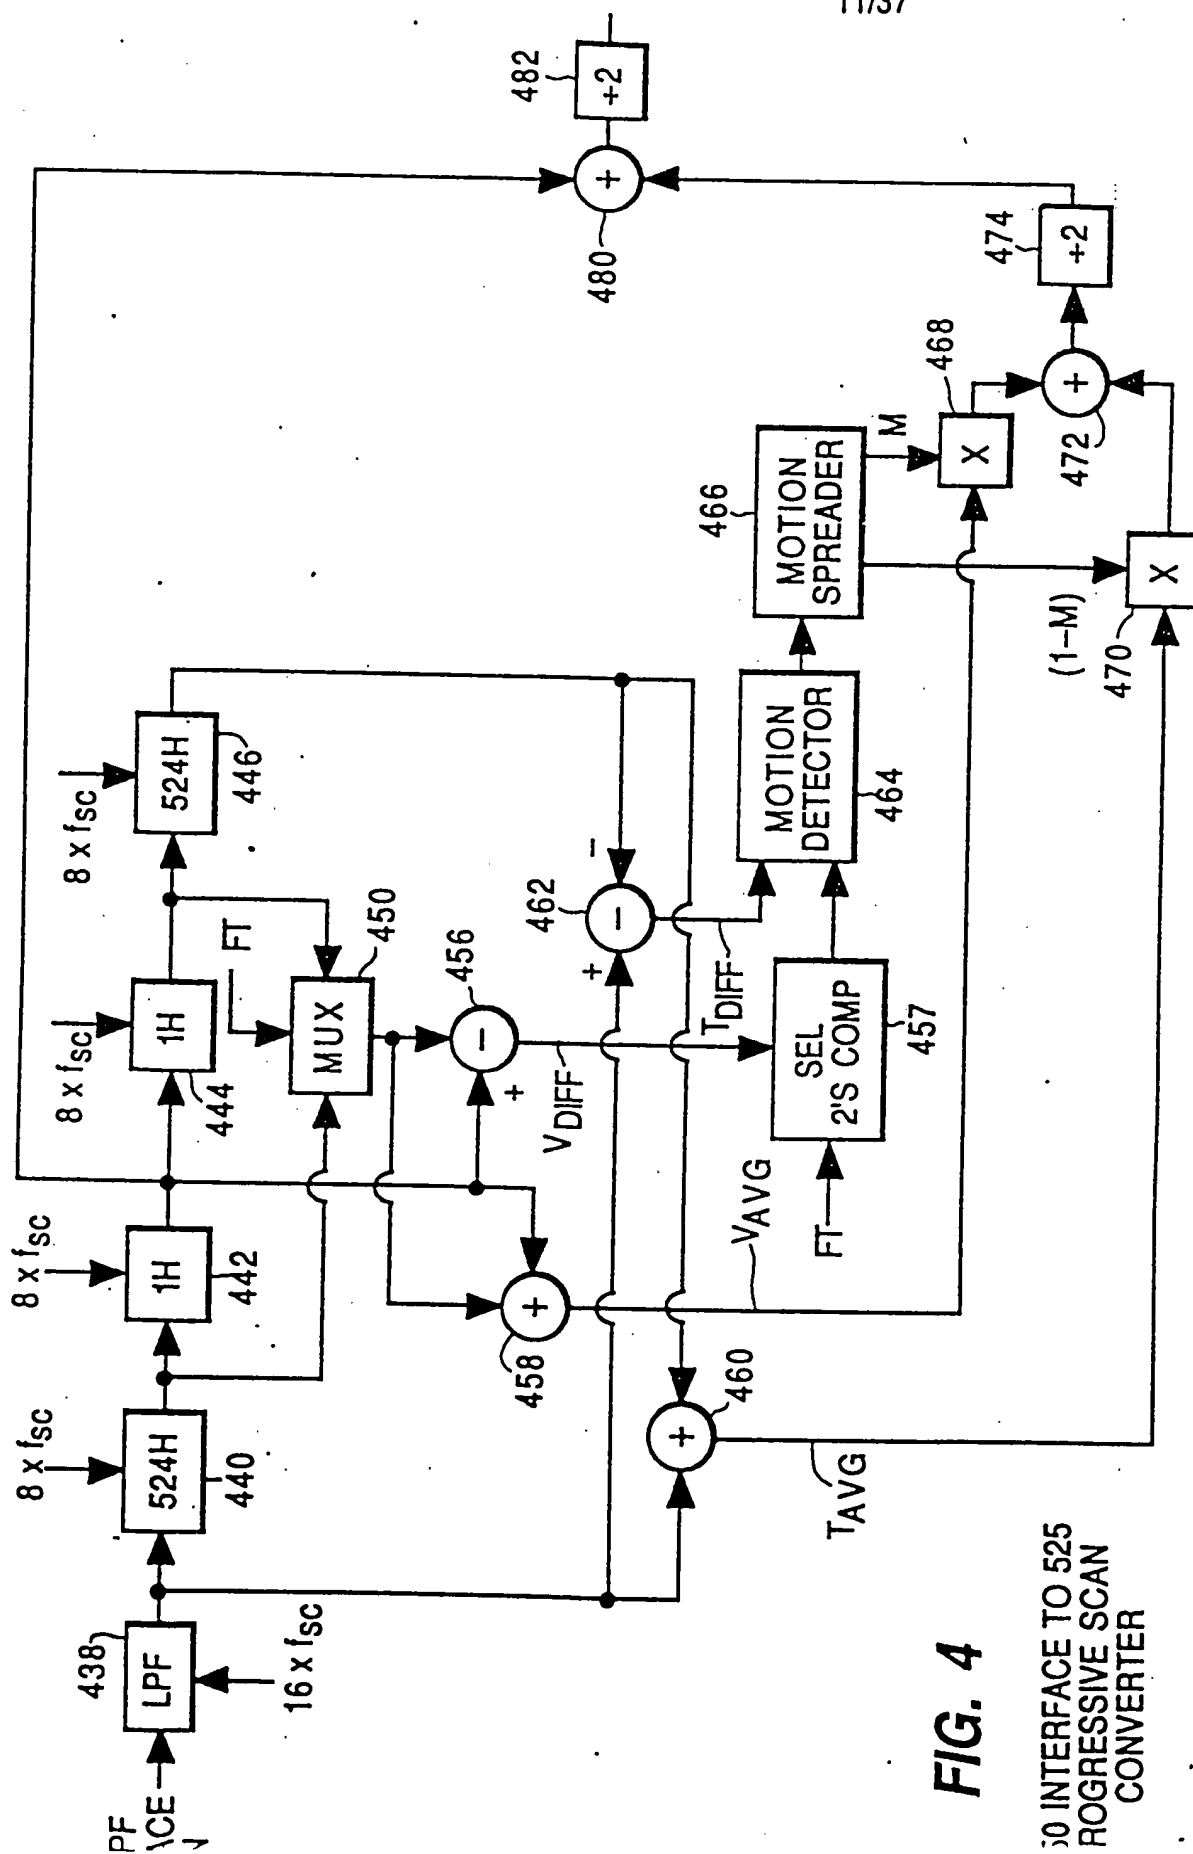 11/37
PF
438
LPF
16 x fsc
8 x fsc
524H
440
8 x fsc
1H
442
8 x fsc
1H
444
8 x fsc
524H
446
FT
MUX
450
−
456
+
VDIFF
+
458
VAVG
−
462
+
−
TDIFF
+
460
TAVG
FT
SEL
2'S COMP
457
MOTION
DETECTOR
464
MOTION
SPREADER
466
M
(1−M)
X
468
X
470
+
472
÷2
474
+
480
÷2
482
FIG. 4
INTERFACE TO 525
ROGRESSIVE SCAN
CONVERTER